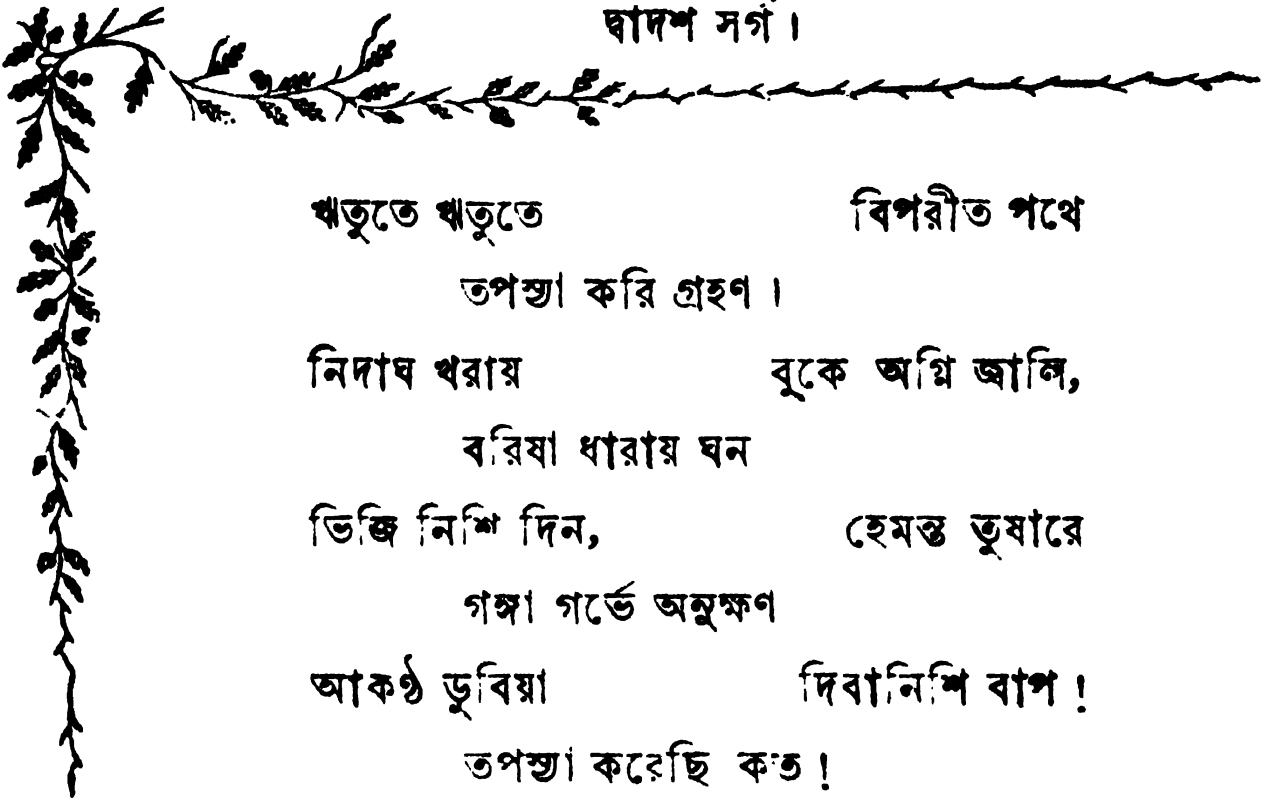 দ্বাদশ সর্গ।
ঋতুতে ঋতুতে বিপরীত পথে
তপস্যা করি গ্রহণ।
নিদাঘ খরায় বুকে অগ্নি জ্বালি,
বরিষা ধারায় ঘন
ভিজি নিশি দিন, হেমন্ত তুষারে
গঙ্গা গর্ভে অনুক্ষণ
আকণ্ঠ ডুবিয়া দিবানিশি বাপ!
তপস্যা করেছি কত!